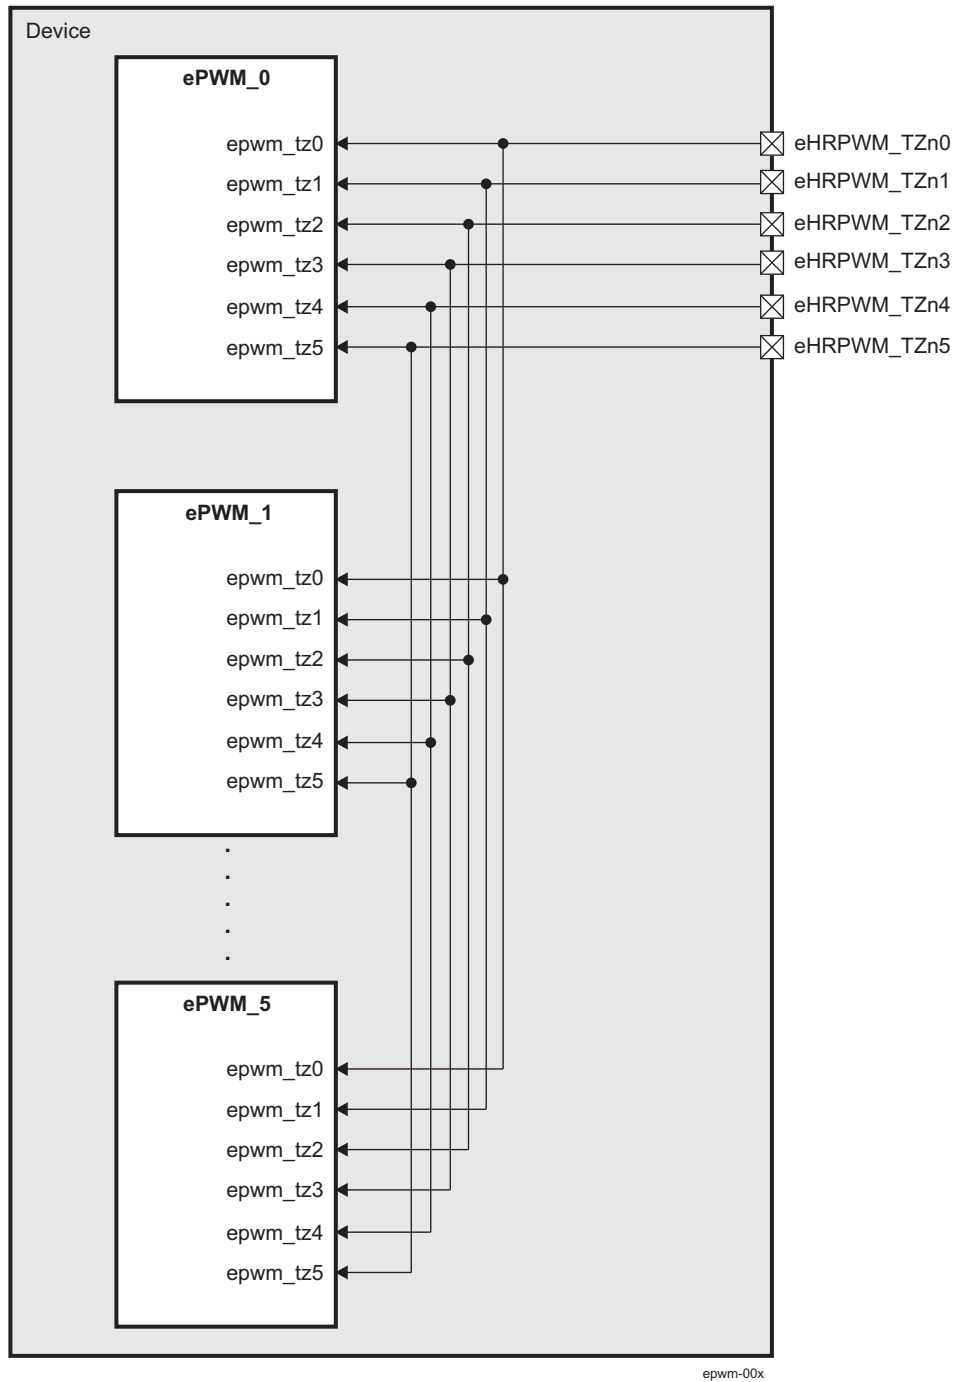 Device
ePWM_0
epwm_tz0
epwm_tz1
epwm_tz2
epwm_tz3
epwm_tz4
epwm_tz5
eHRPWM_TZn0
eHRPWM_TZn1
eHRPWM_TZn2
eHRPWM_TZn3
eHRPWM_TZn4
eHRPWM_TZn5
ePWM_1
epwm_tz0
epwm_tz1
epwm_tz2
epwm_tz3
epwm_tz4
epwm_tz5
ePWM_5
epwm_tz0
epwm_tz1
epwm_tz2
epwm_tz3
epwm_tz4
epwm_tz5
epwm-00x